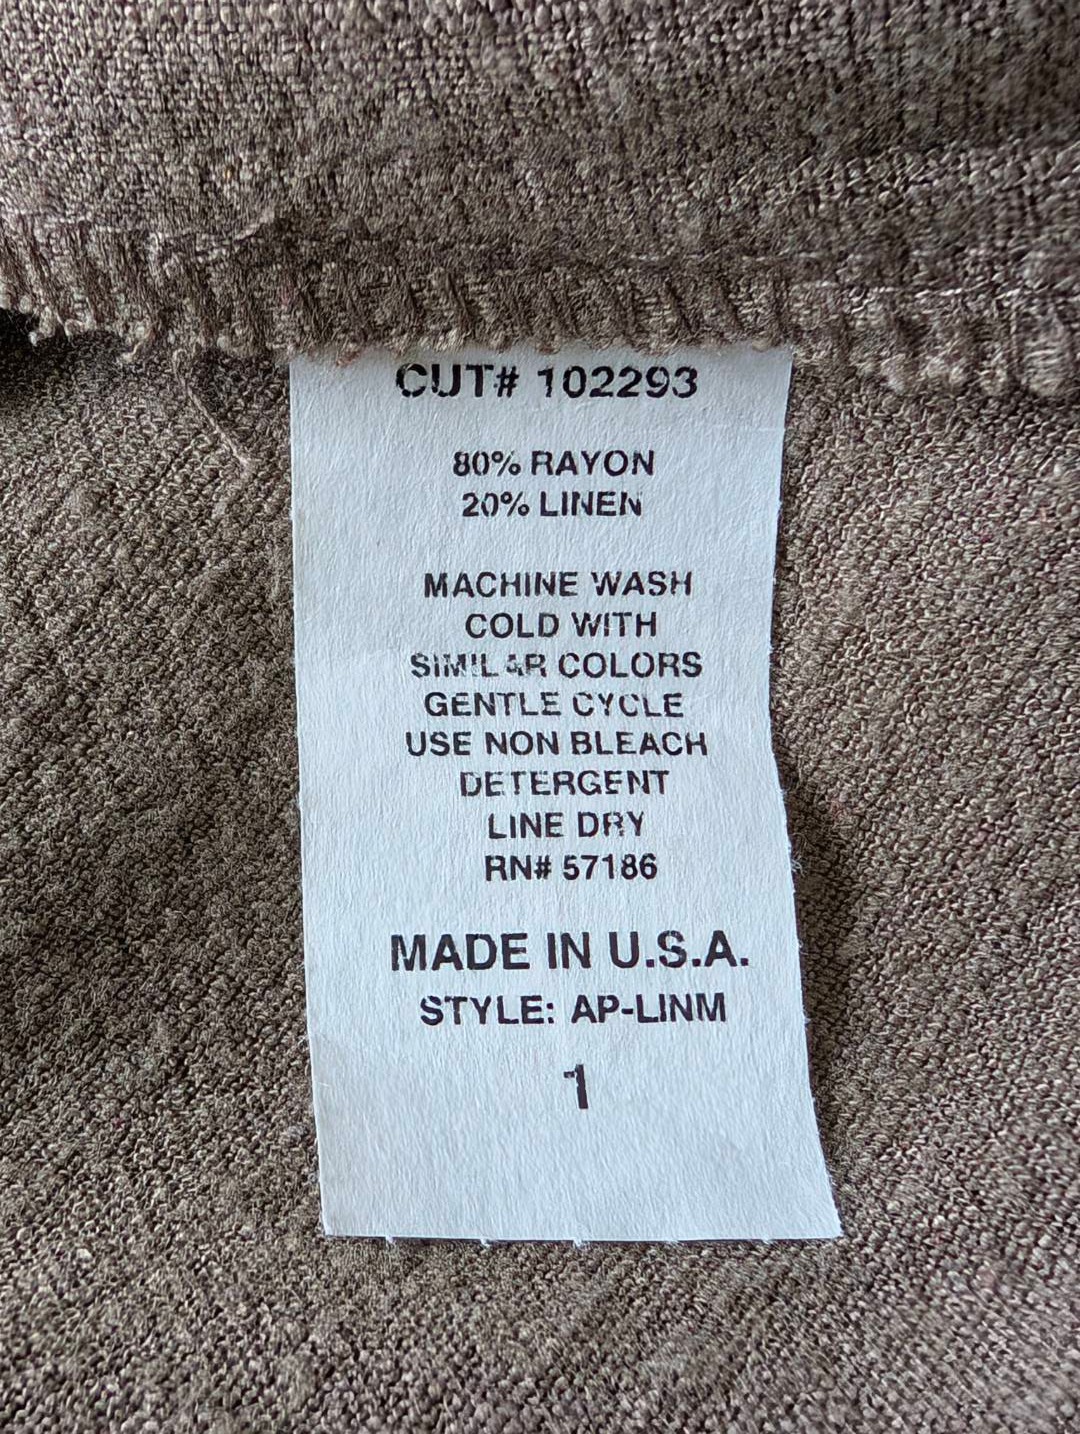 CUT# 102293
80% RAYON
20% LINEN
MACHINE WASH
COLD WITH
SIMILAR COLORS
GENTLE CYCLE
USE NON BLEACH
DETERGENT
LINE DRY
RN# 57186
MADE IN U.S.A.
STYLE: AP-LINM
1